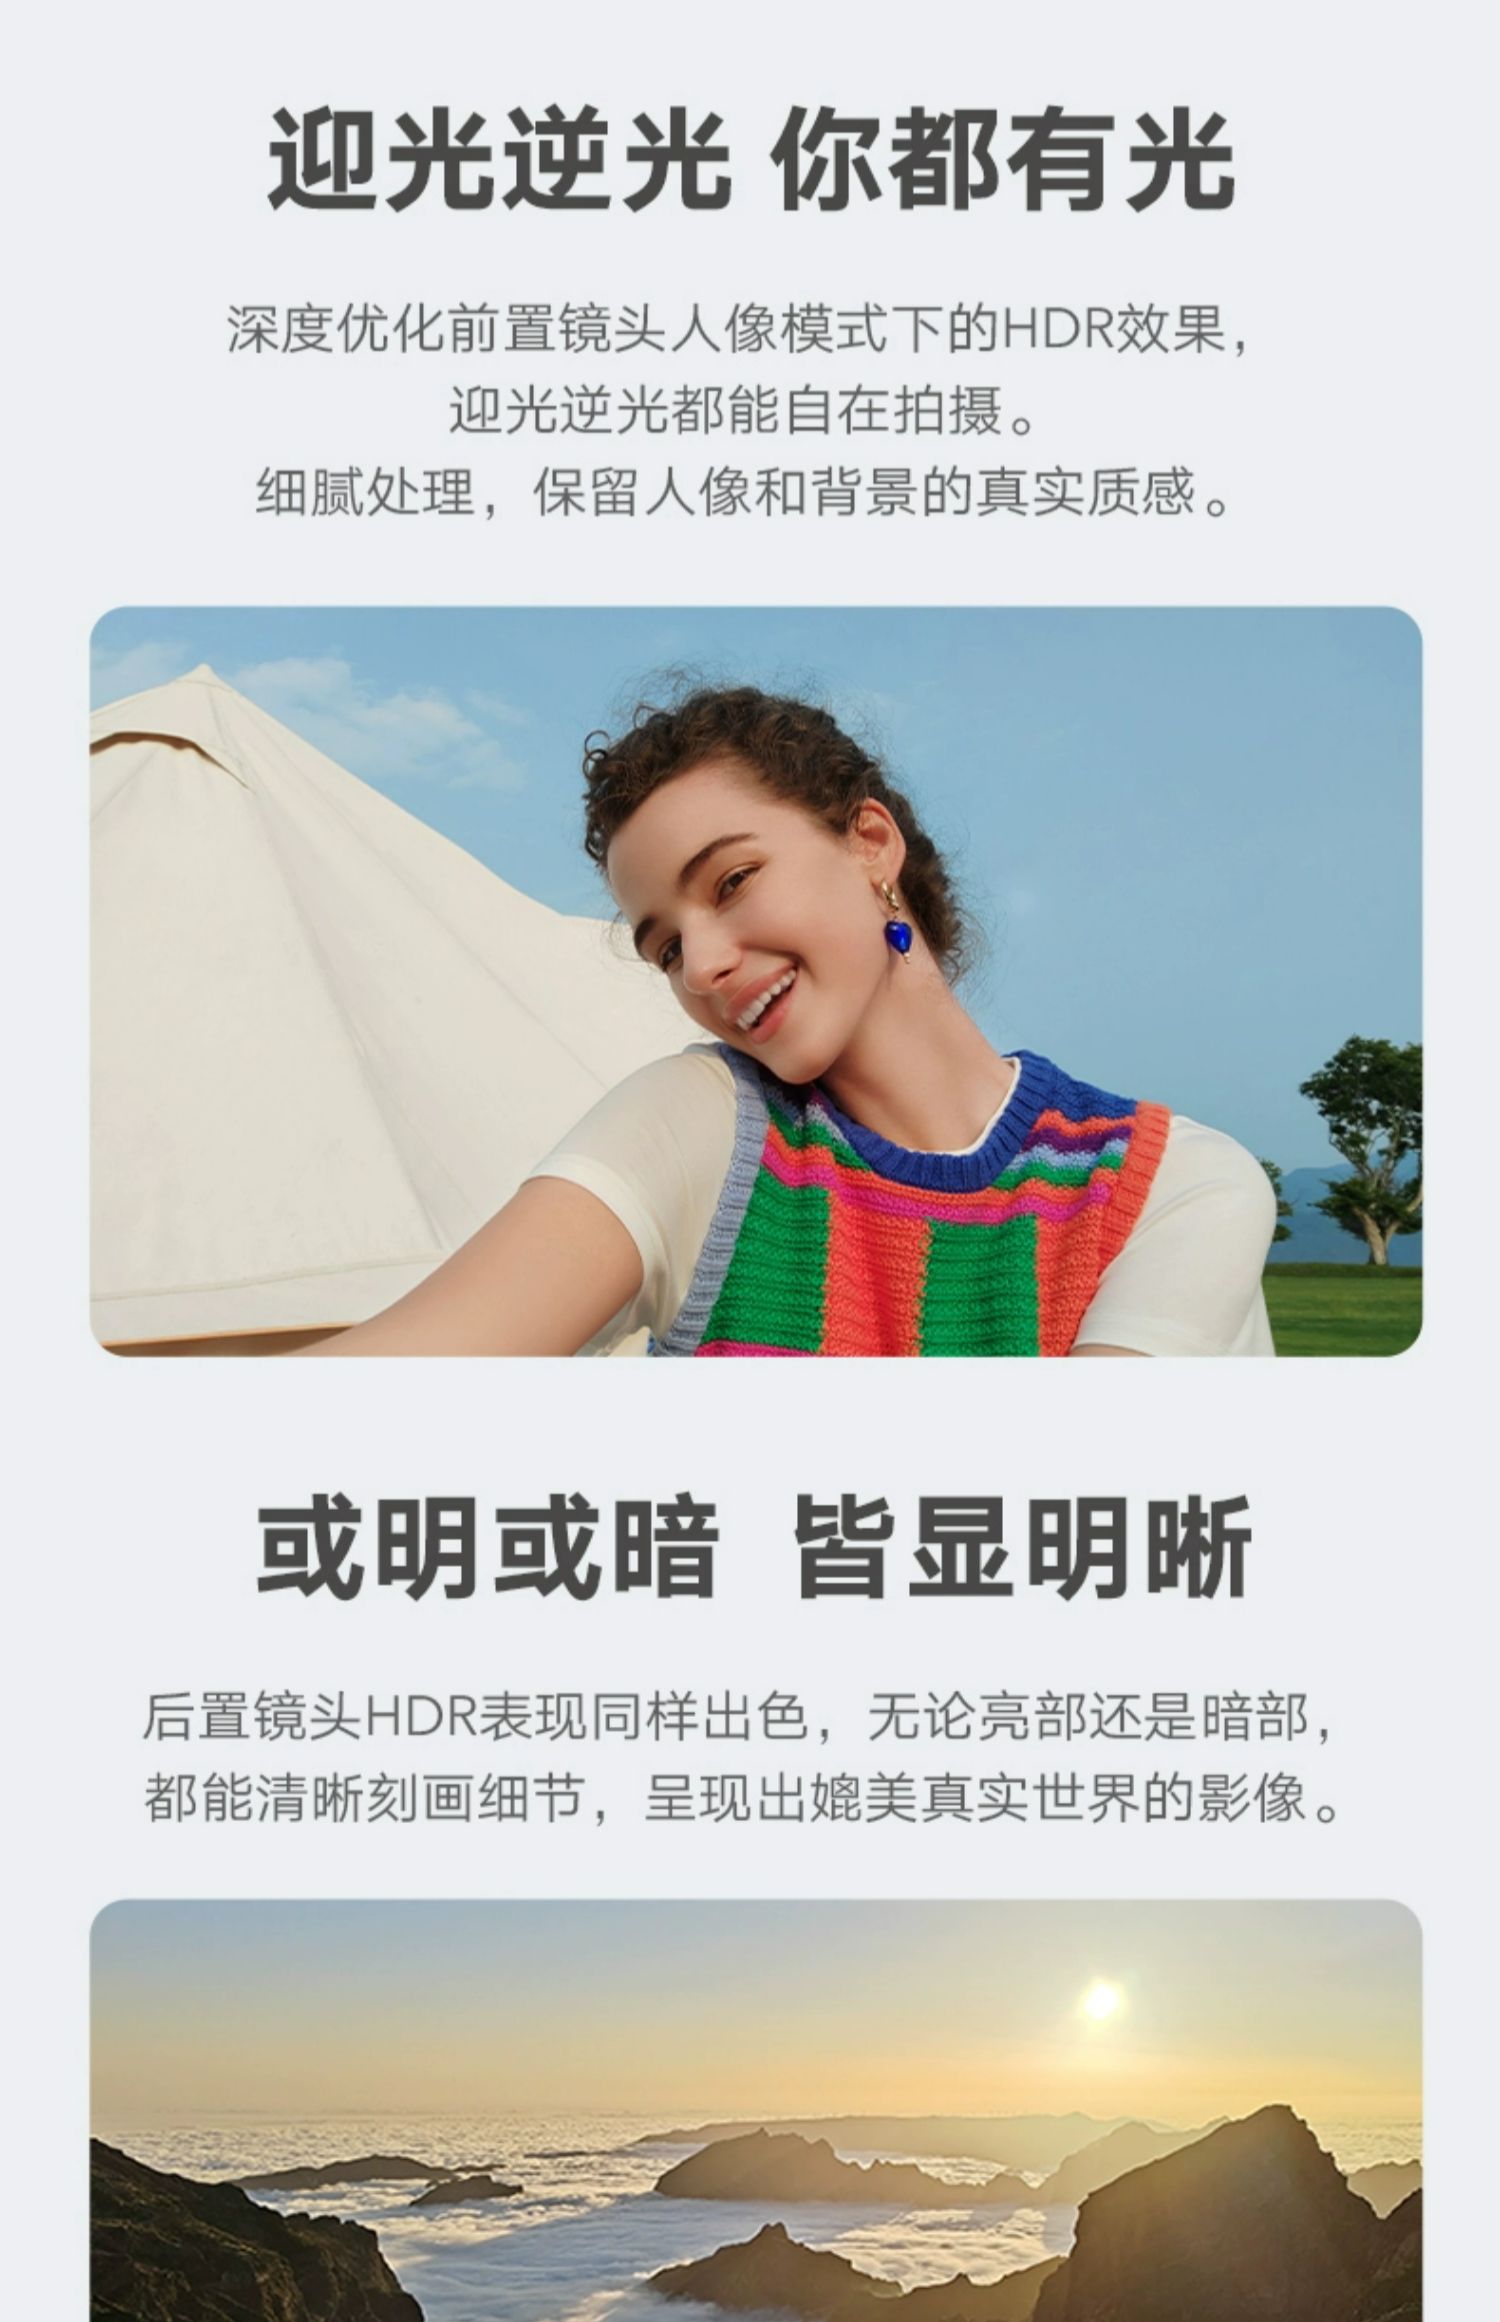 迎光逆光 你都有光
深度优化前置镜头人像模式下的HDR效果，
迎光逆光都能自在拍摄。
细腻处理，保留人像和背景的真实质感。
或明或暗 皆显明晰
后置镜头HDR表现同样出色，无论亮部还是暗部，
都能清晰刻画细节，呈现出媲美真实世界的影像。